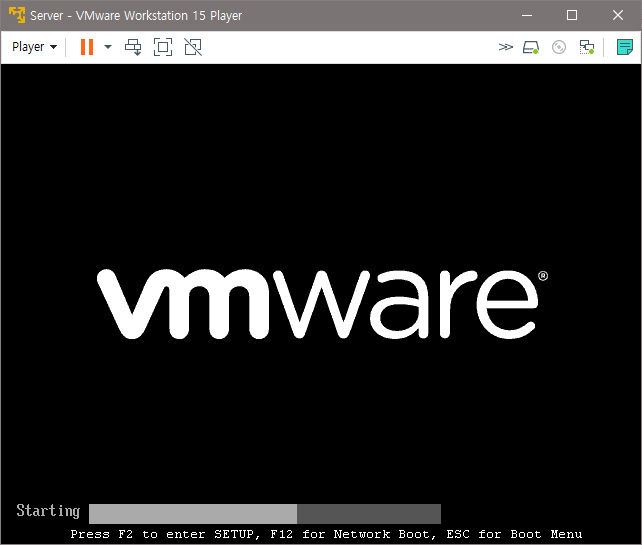 Server - VMware Workstation 15 Player
Player
vmware®
Starting
Press F2 to enter SETUP, F12 for Network Boot, ESC for Boot Menu